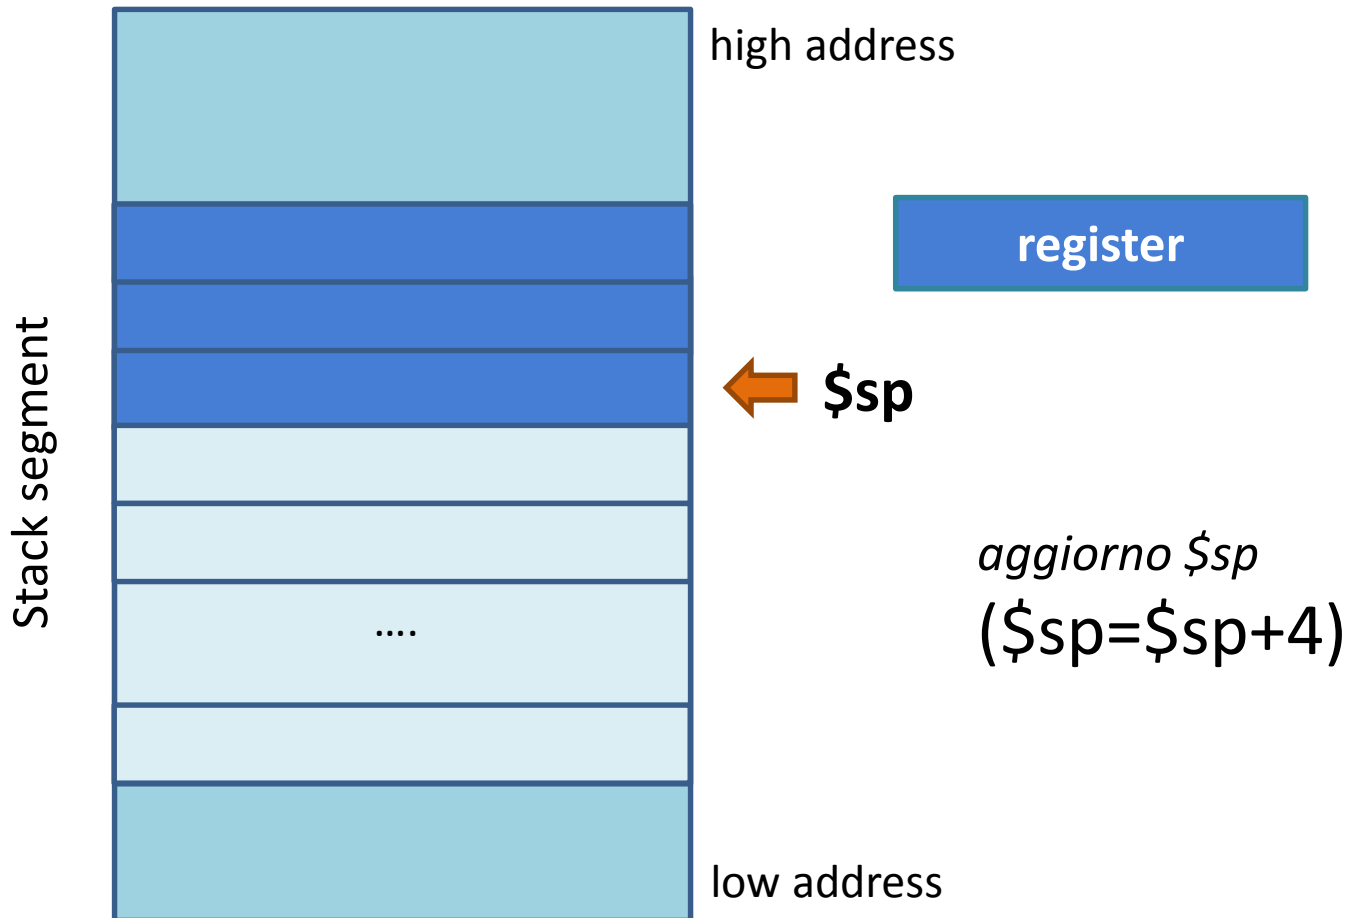 high address
register
Stack segment
$sp
aggiorno $sp
($sp=$sp+4)
....
low address